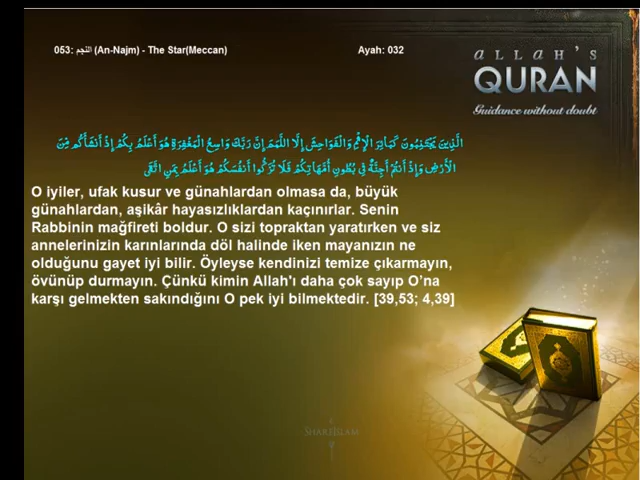 053: النجم (An-Najm) - The Star(Meccan)
Ayah: 032
ALLAH'S
QURAN
Guidance without doubt
الَّذِينَ يَجْتَنِبُونَ كَبَائِرَ الْإِثْمِ وَالْفَوَاحِشَ إِلَّا اللَّمَمَ إِنَّ رَبَّكَ وَاسِعُ الْمَغْفِرَةِ هُوَ أَعْلَمُ بِكُمْ إِذْ أَنشَأَكُم مِّنَ
الْأَرْضِ وَإِذْ أَنتُمْ أَجِنَّةٌ فِي بُطُونِ أُمَّهَاتِكُمْ فَلَا تُزَكُّوا أَنفُسَكُمْ هُوَ أَعْلَمُ بِمَنِ اتَّقَى
O iyiler, ufak kusur ve günahlardan olmasa da, büyük
günahlardan, aşikâr hayasızlıklardan kaçınırlar. Senin
Rabbinin mağfireti boldur. O sizi topraktan yaratırken ve siz
annelerinizin karınlarında döl halinde iken mayanızın ne
olduğunu gayet iyi bilir. Öyleyse kendinizi temize çıkarmayın,
övünüp durmayın. Çünkü kimin Allah'ı daha çok sayıp O’na
karşı gelmekten sakındığını O pek iyi bilmektedir. [39,53; 4,39]
SHARIISLAM